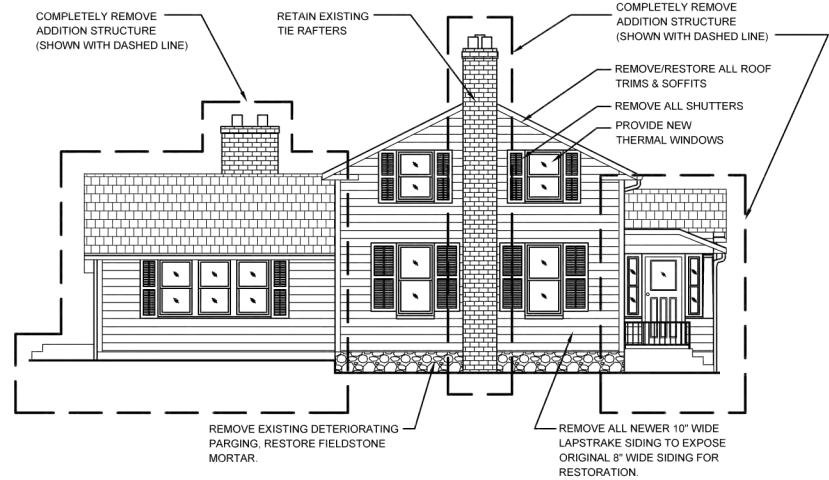 COMPLETELY REMOVE
ADDITION STRUCTURE
(SHOWN WITH DASHED LINE)
RETAIN EXISTING
TIE RAFTERS
COMPLETELY REMOVE
ADDITION STRUCTURE
(SHOWN WITH DASHED LINE)
REMOVE/RESTORE ALL ROOF
TRIMS & SOFFITS
REMOVE ALL SHUTTERS
PROVIDE NEW
THERMAL WINDOWS
REMOVE EXISTING DETERIORATING
PARGING, RESTORE FIELDSTONE
MORTAR.
REMOVE ALL NEWER 10" WIDE
LAPSTRAKE SIDING TO EXPOSE
ORIGINAL 8" WIDE SIDING FOR
RESTORATION.